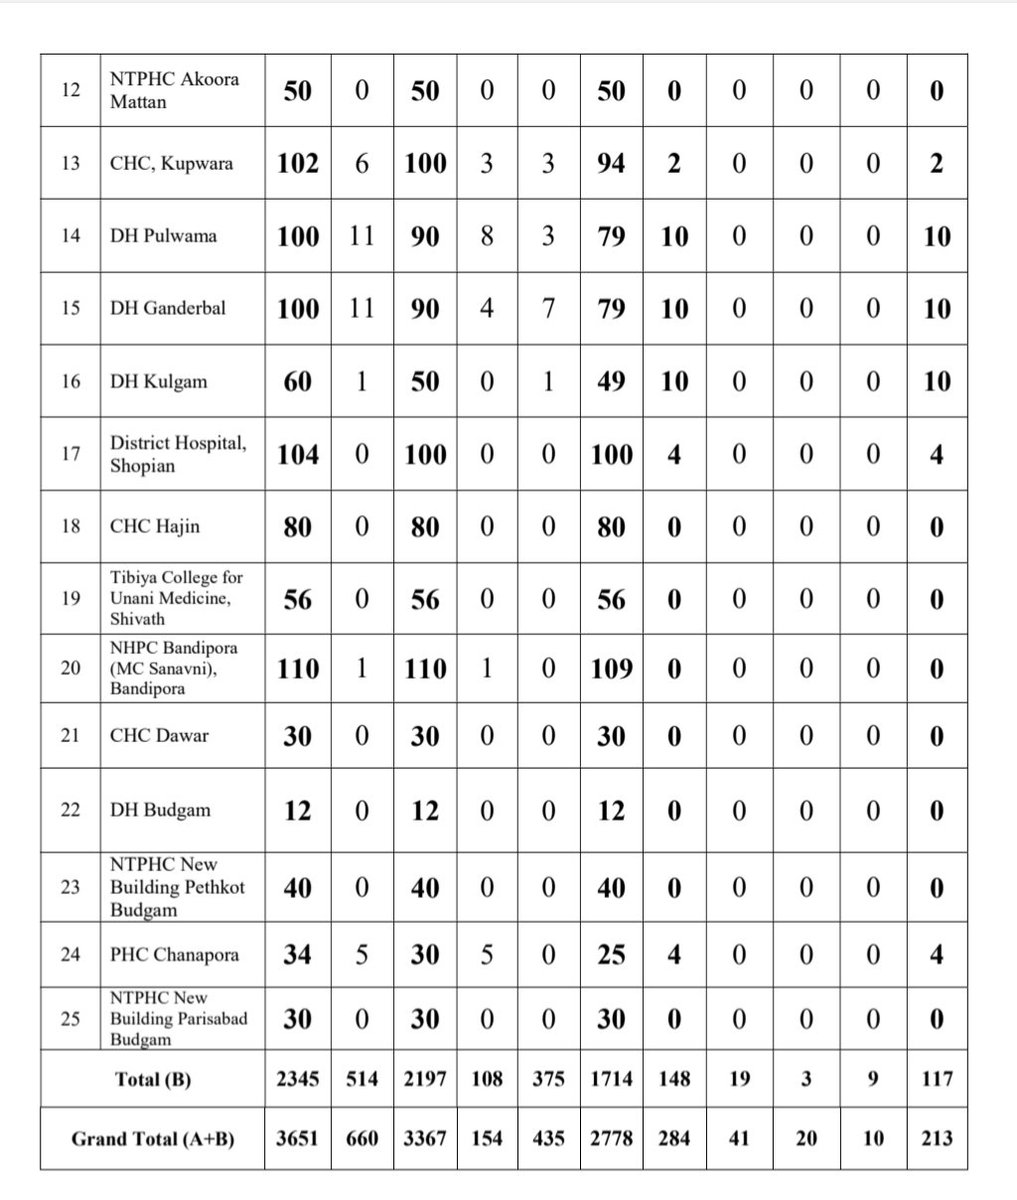 12 NTPHC Akoora Mattan 50 0 50 0 0 50 0 0 0 0 0
13 CHC, Kupwara 102 6 100 3 3 94 2 0 0 0 2
14 DH Pulwama 100 11 90 8 3 79 10 0 0 0 10
15 DH Ganderbal 100 11 90 4 7 79 10 0 0 0 10
16 DH Kulgam 60 1 50 0 1 49 10 0 0 0 10
17 District Hospital, Shopian 104 0 100 0 0 100 4 0 0 0 4
18 CHC Hajin 80 0 80 0 0 80 0 0 0 0 0
19 Tibiya College for Unani Medicine, Shivath 56 0 56 0 0 56 0 0 0 0 0
20 NHPC Bandipora (MC Sanavni), Bandipora 110 1 110 1 0 109 0 0 0 0 0
21 CHC Dawar 30 0 30 0 0 30 0 0 0 0 0
22 DH Budgam 12 0 12 0 0 12 0 0 0 0 0
23 NTPHC New Building Pethkot Budgam 40 0 40 0 0 40 0 0 0 0 0
24 PHC Chanapora 34 5 30 5 0 25 4 0 0 0 4
25 NTPHC New Building Parisabad Budgam 30 0 30 0 0 30 0 0 0 0 0
Total (B) 2345 514 2197 108 375 1714 148 19 3 9 117
Grand Total (A+B) 3651 660 3367 154 435 2778 284 41 20 10 213